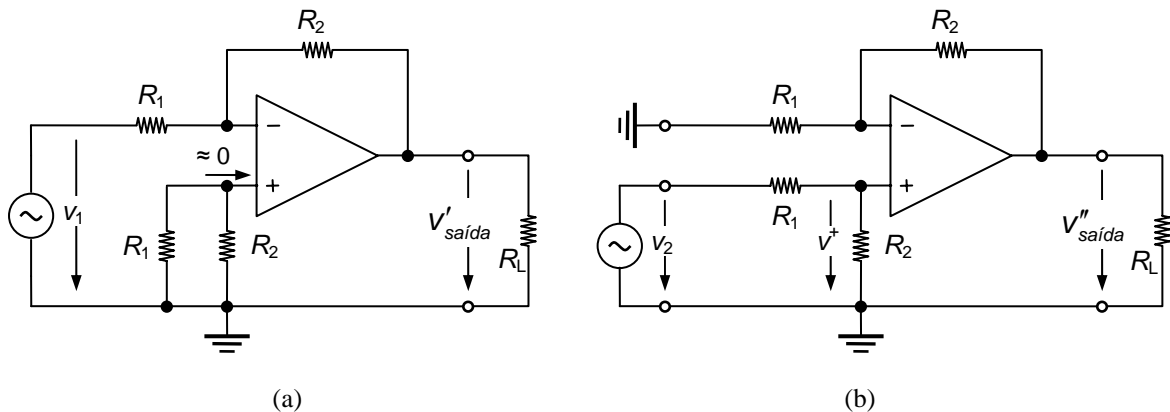 R2
R1
−
≈ 0
+
v1
R1
R2
v′saída
RL
(a)
R2
R1
−
+
R1
v2
v+
R2
v″saída
RL
(b)